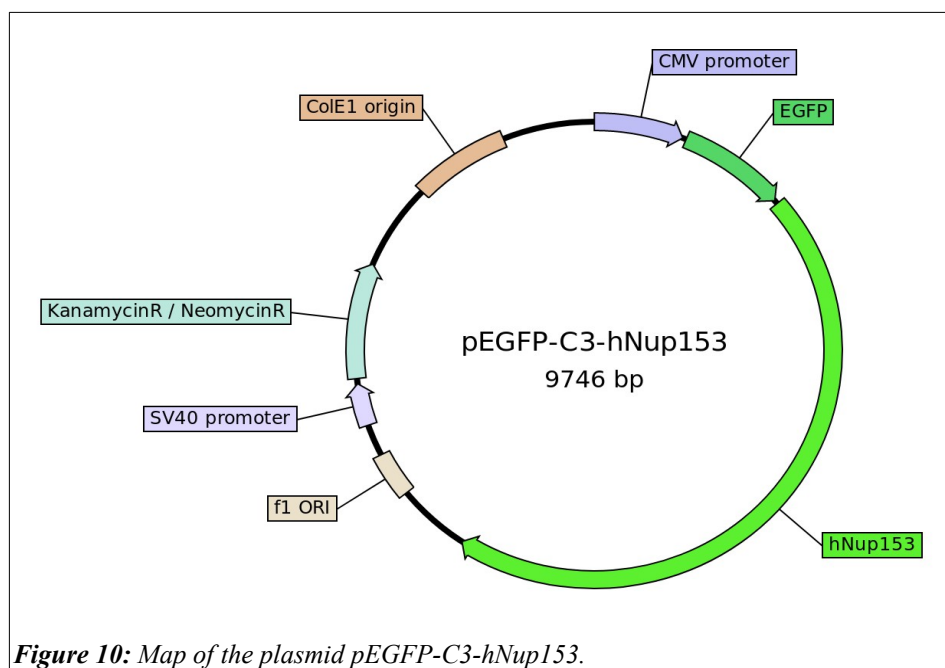 CMV promoter
ColE1 origin
EGFP
KanamycinR / NeomycinR
pEGFP-C3-hNup153
9746 bp
SV40 promoter
f1 ORI
hNup153
Figure 10: Map of the plasmid pEGFP-C3-hNup153.